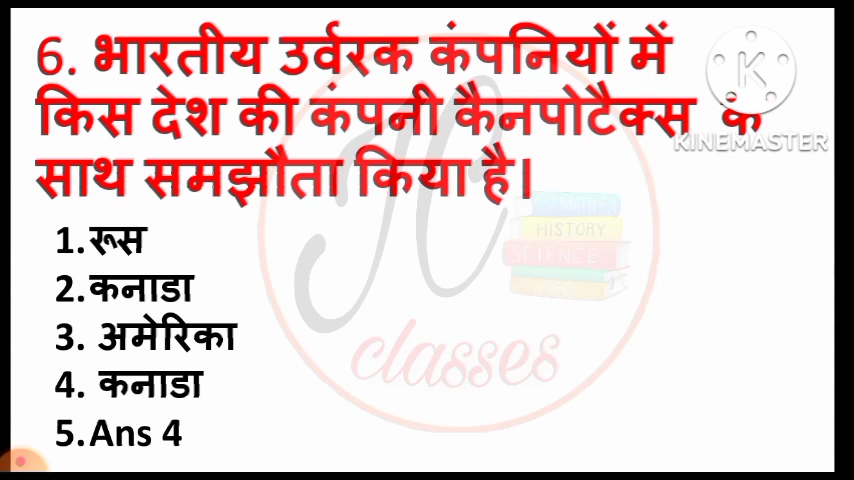 6. भारतीय उर्वरक कंपनियों में
किस देश की कंपनी कैनपोटैक्स के
साथ समझौता किया है।
1.रूस
2.कनाडा
3. अमेरिका
4. कनाडा
5.Ans 4
K
KINEMASTER
HISTORY
SCIENCE
JC
classes